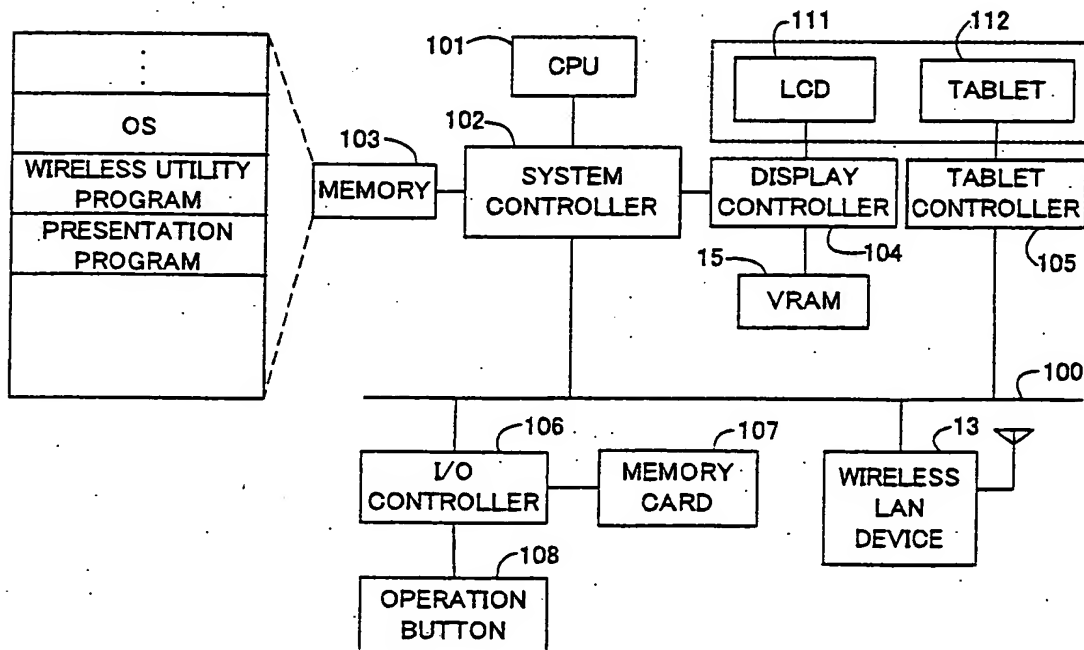 111
112
101
CPU
LCD
TABLET
OS
102
103
WIRELESS UTILITY
PROGRAM
MEMORY
SYSTEM
CONTROLLER
DISPLAY
CONTROLLER
TABLET
CONTROLLER
PRESENTATION
PROGRAM
104
105
15
VRAM
100
106
107
13
I/O
CONTROLLER
MEMORY
CARD
WIRELESS
LAN
DEVICE
108
OPERATION
BUTTON